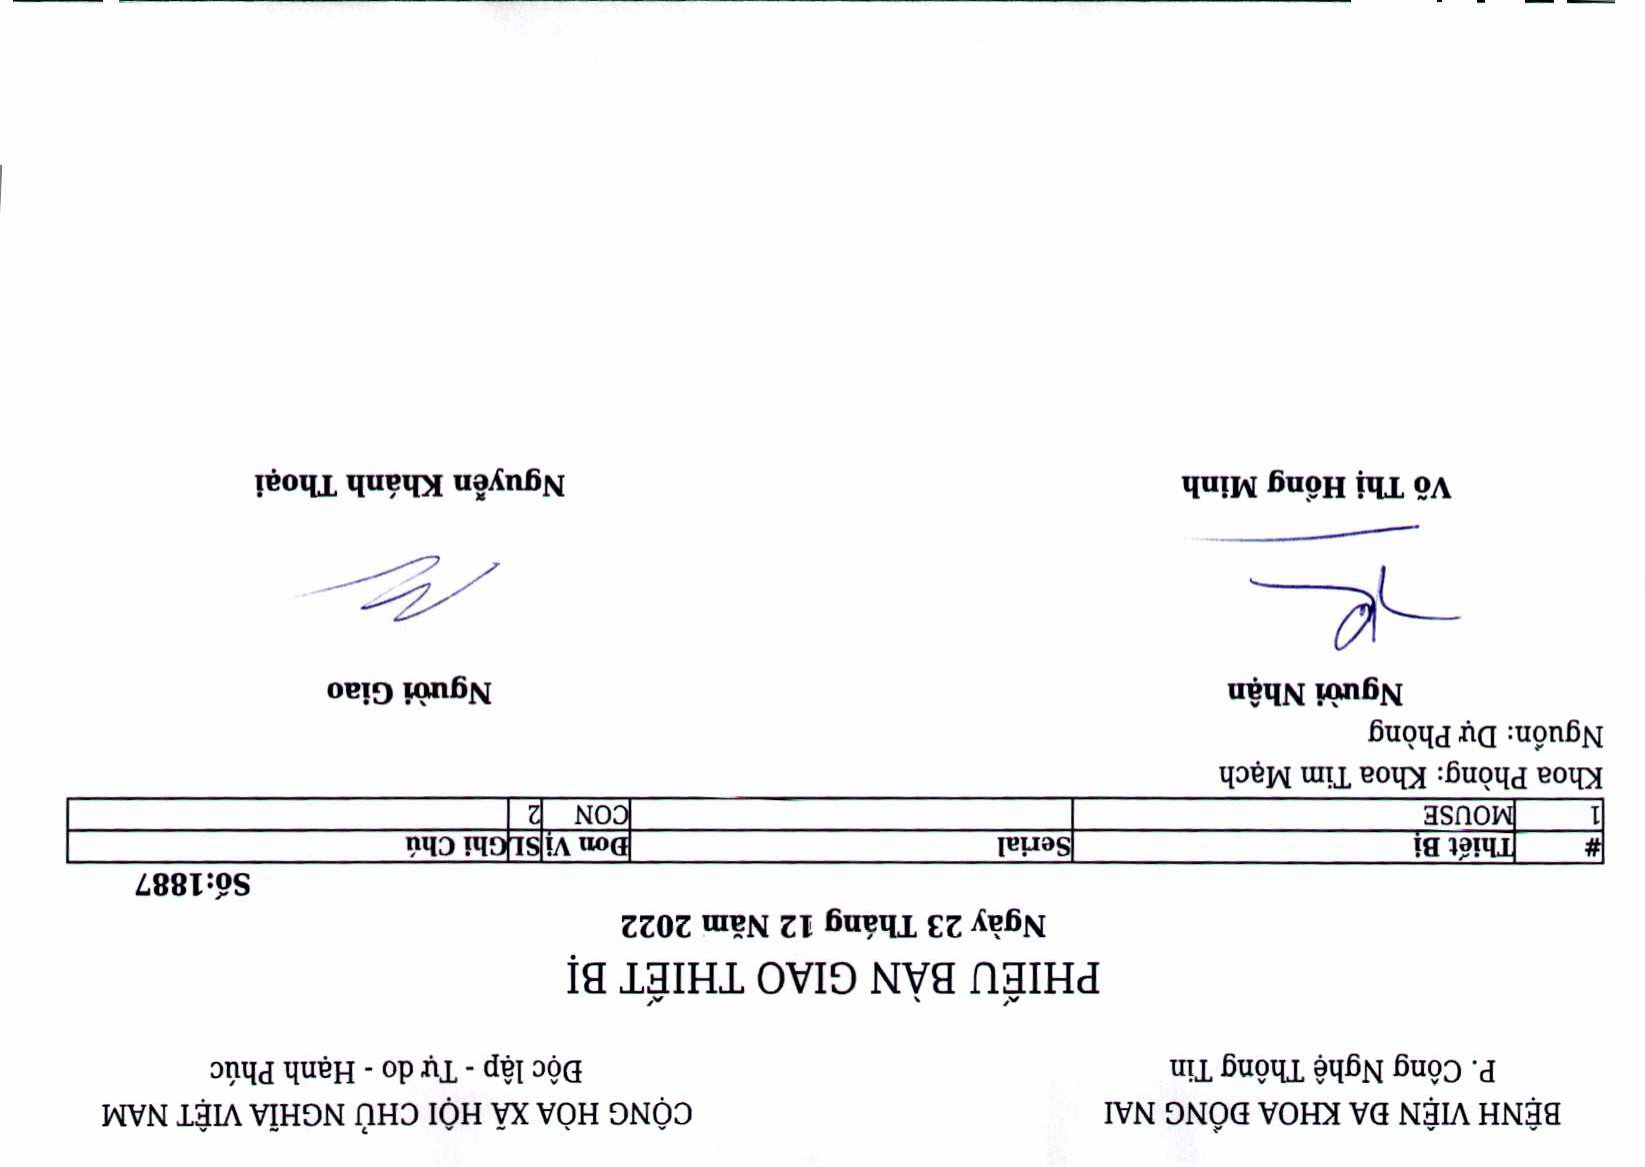 BỆNH VIỆN ĐA KHOA ĐỒNG NAI
CỘNG HÒA XÃ HỘI CHỦ NGHĨA VIỆT NAM
P. Công Nghệ Thông Tin
Độc lập - Tự do - Hạnh Phúc
PHIẾU BÀN GIAO THIẾT BỊ
Ngày 23 Tháng 12 Năm 2022
Số:1887
# Thiết Bị Serial Đơn Vị SL Ghi Chú
1 MOUSE CON 2
Khoa Phòng: Khoa Tim Mạch
Nguồn: Dự Phòng
Người Nhận Người Giao
Võ Thị Hồng Minh Nguyễn Khánh Thoại